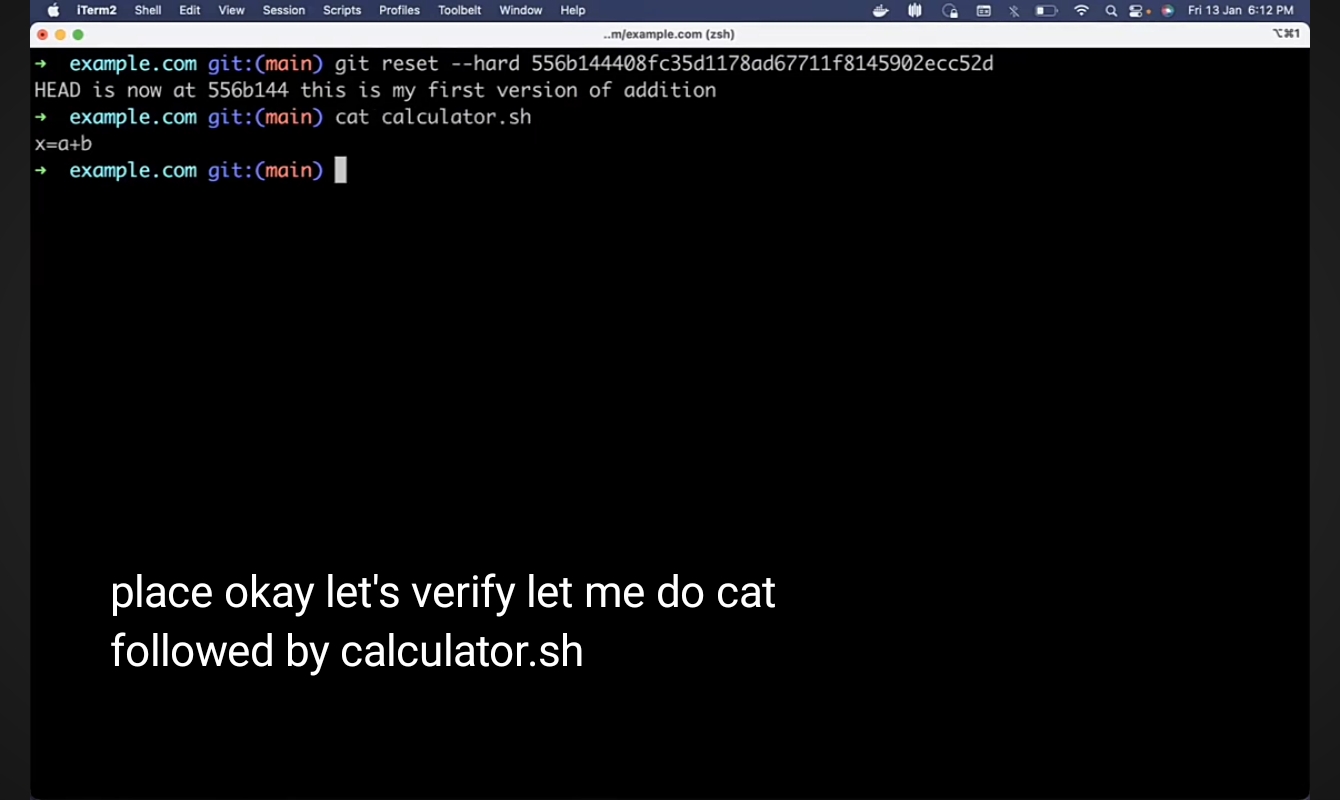 iTerm2 Shell Edit View Session Scripts Profiles Toolbelt Window Help Fri 13 Jan 6:12 PM
..m/example.com (zsh) ⌥⌘1
→ example.com git:(main) git reset --hard 556b144408fc35d1178ad67711f8145902ecc52d
HEAD is now at 556b144 this is my first version of addition
→ example.com git:(main) cat calculator.sh
x=a+b
→ example.com git:(main)
place okay let's verify let me do cat
followed by calculator.sh